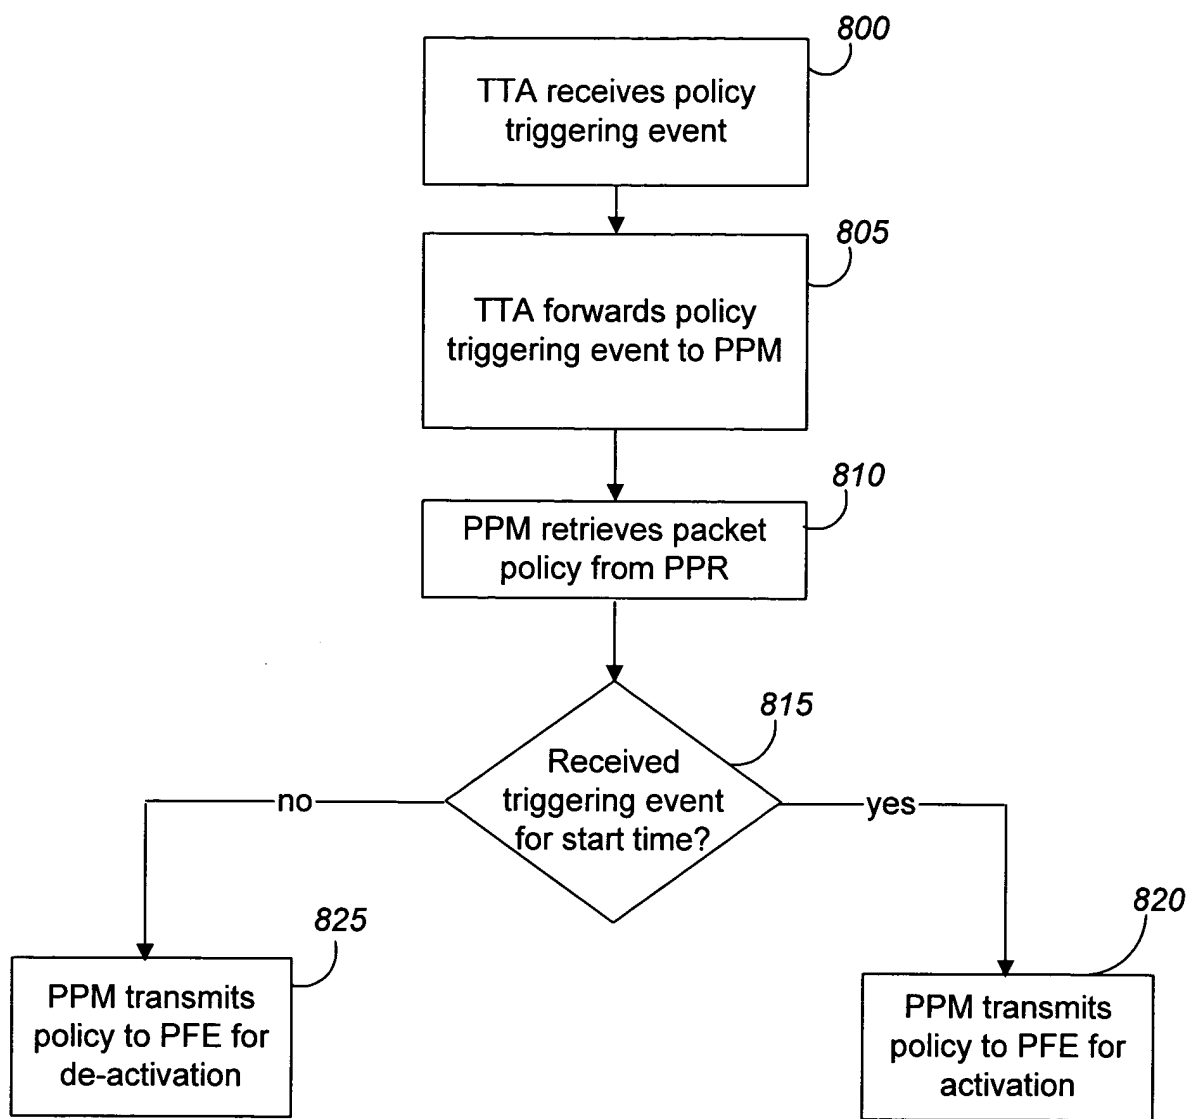 800
TTA receives policy
triggering event
805
TTA forwards policy
triggering event to PPM
810
PPM retrieves packet
policy from PPR
815
Received
triggering event
for start time?
no
yes
825
PPM transmits
policy to PFE for
de-activation
820
PPM transmits
policy to PFE for
activation